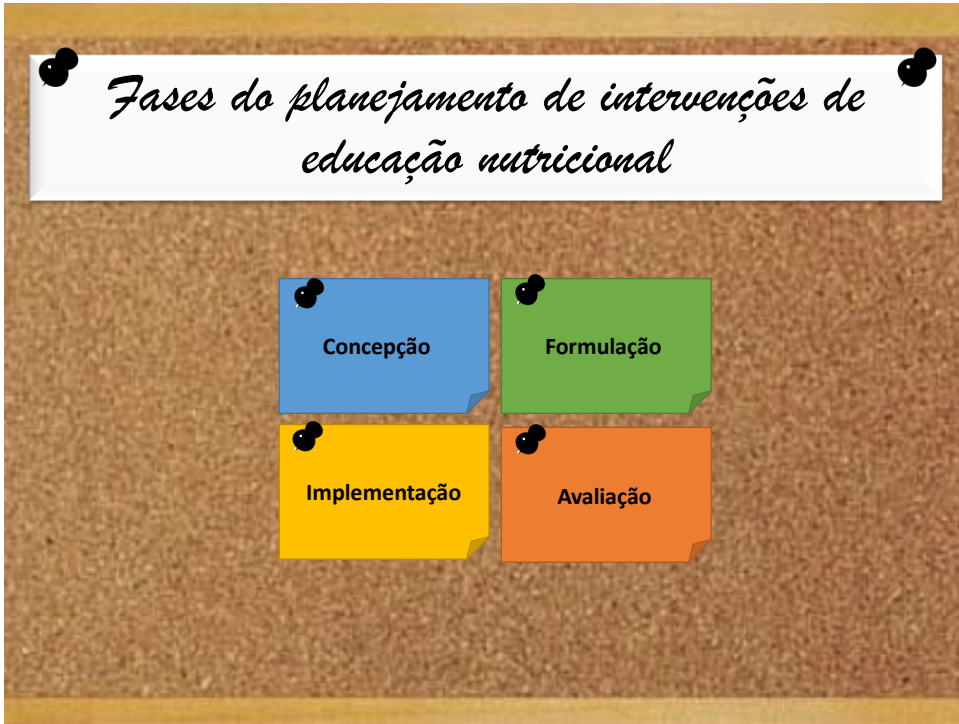 Fases do planejamento de intervenções de
educação nutricional
Concepção
Formulação
Implementação
Avaliação